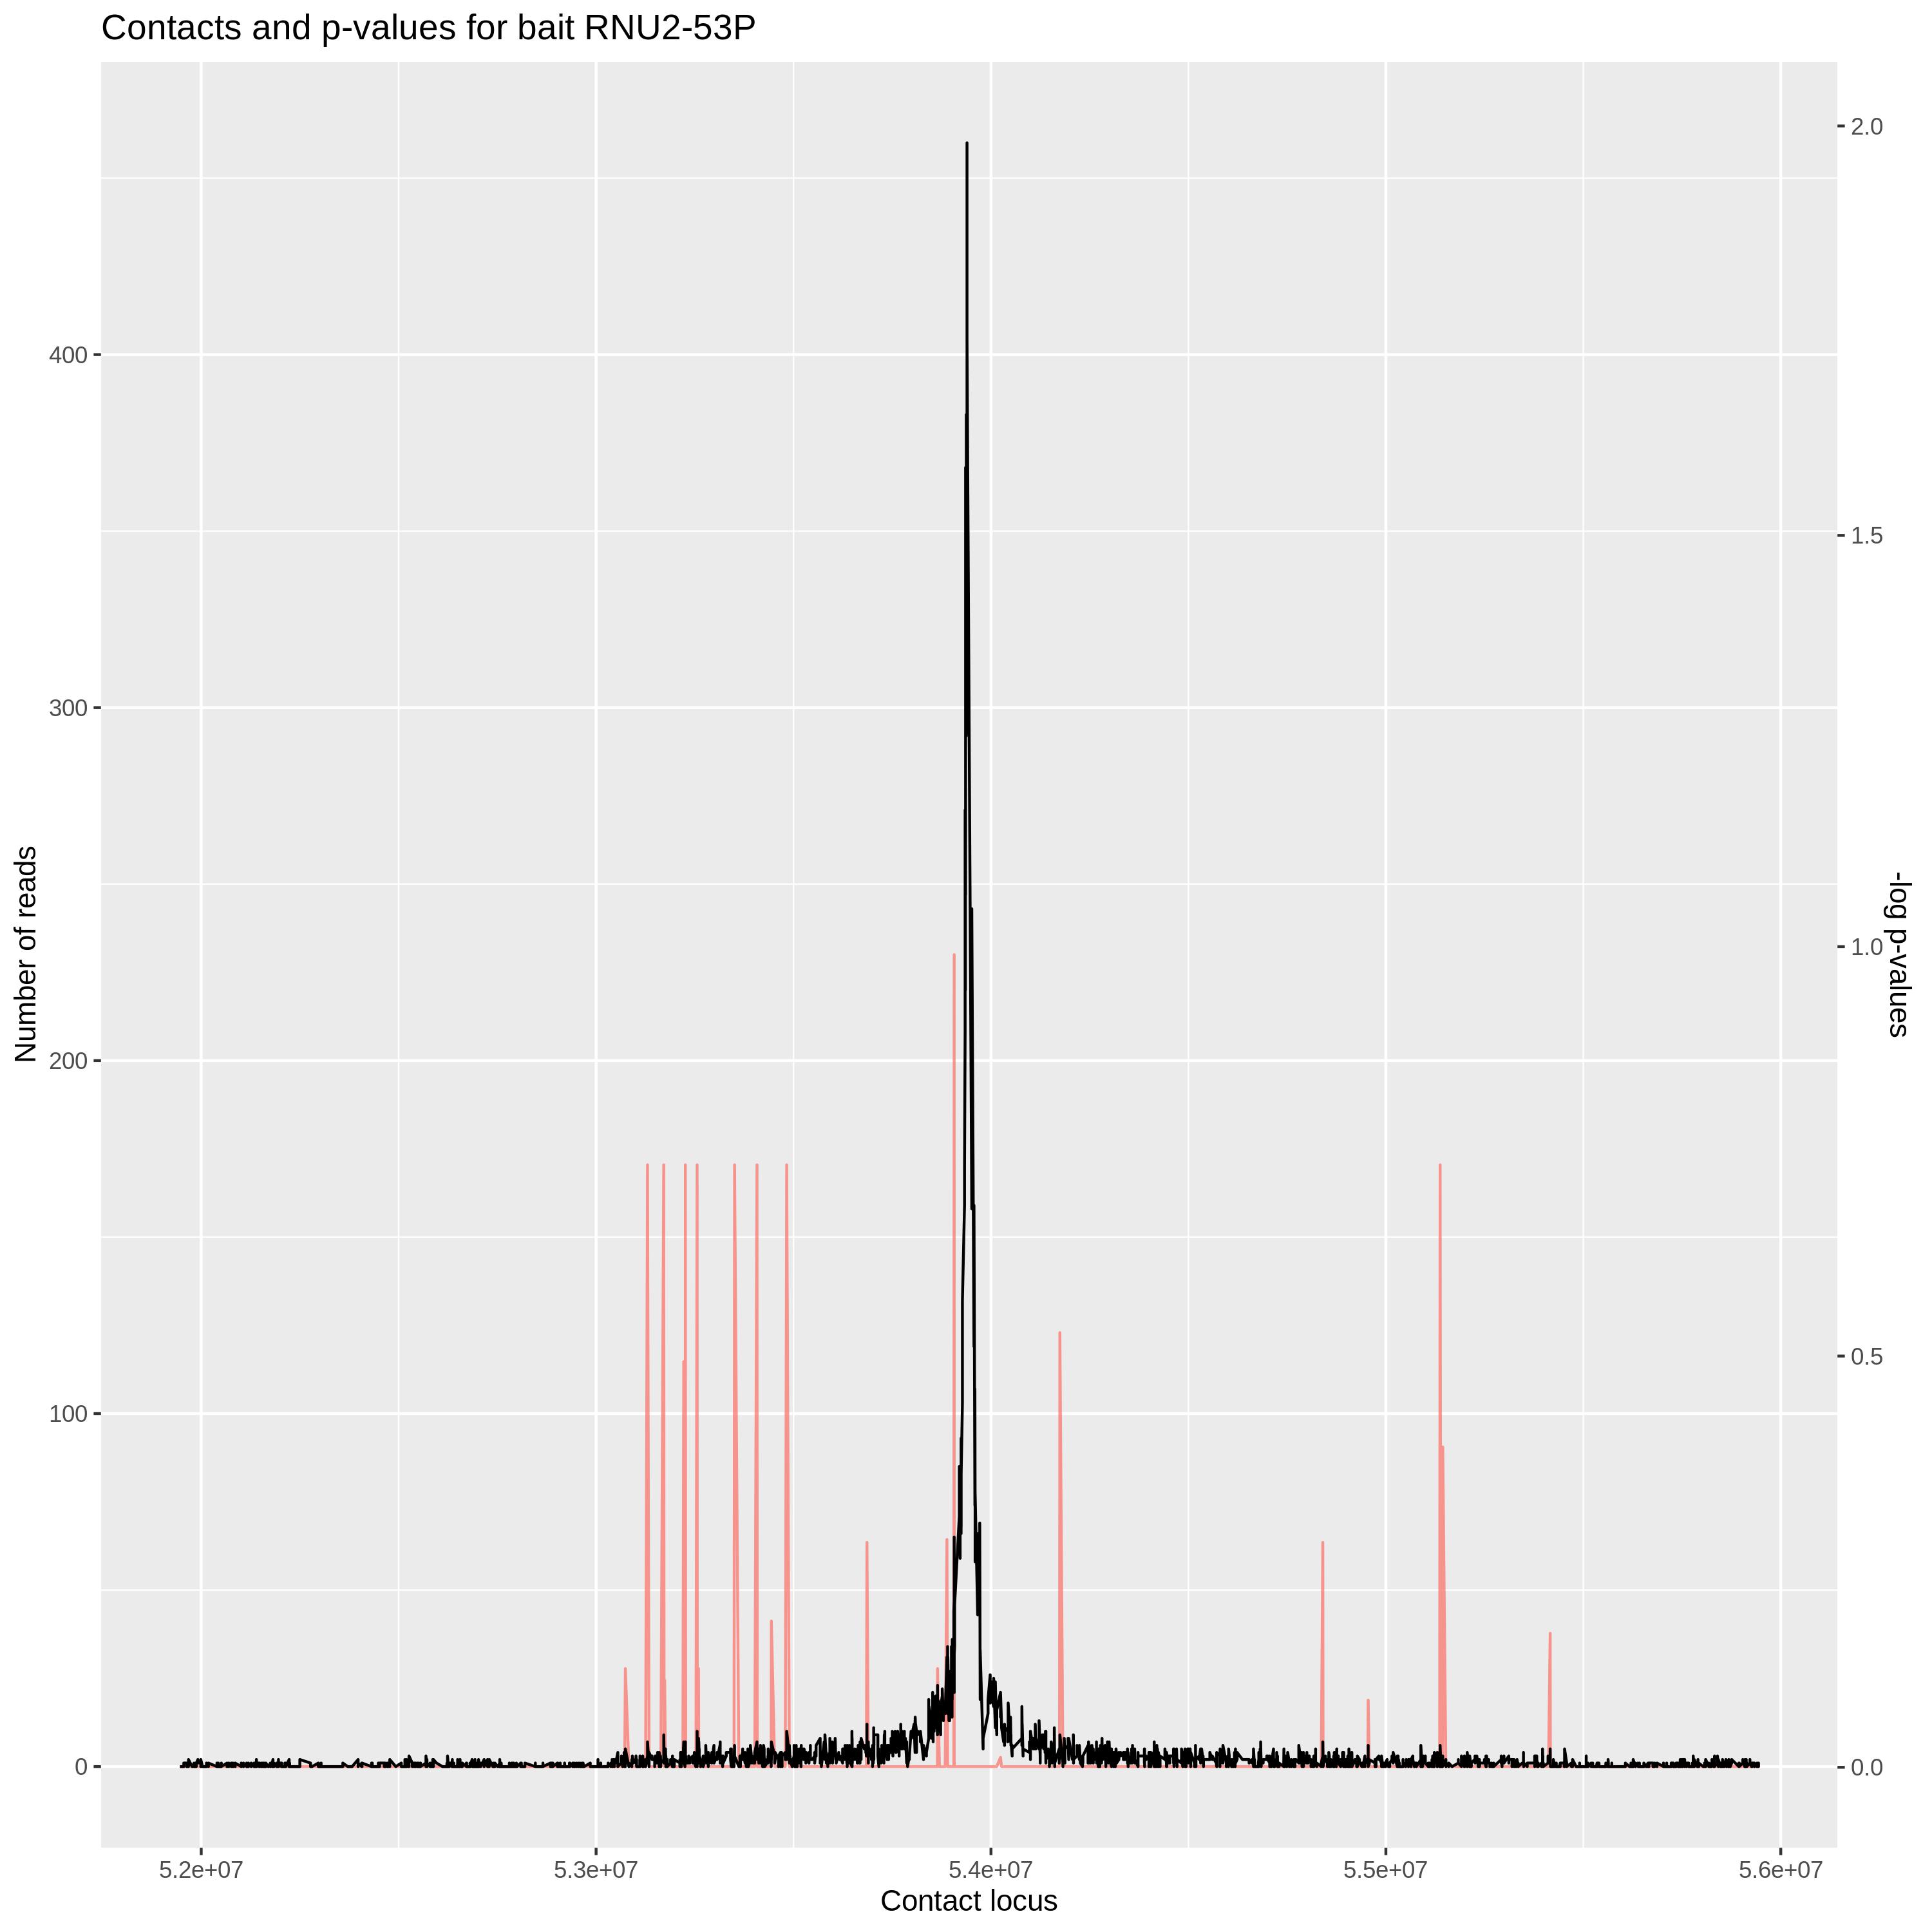 Contacts and p-values for bait RNU2-53P
Number of reads
400
300
200
100
0
2.0
1.5
1.0
0.5
0.0
-log p-values
5.2e+07
5.3e+07
5.4e+07
5.5e+07
5.6e+07
Contact locus